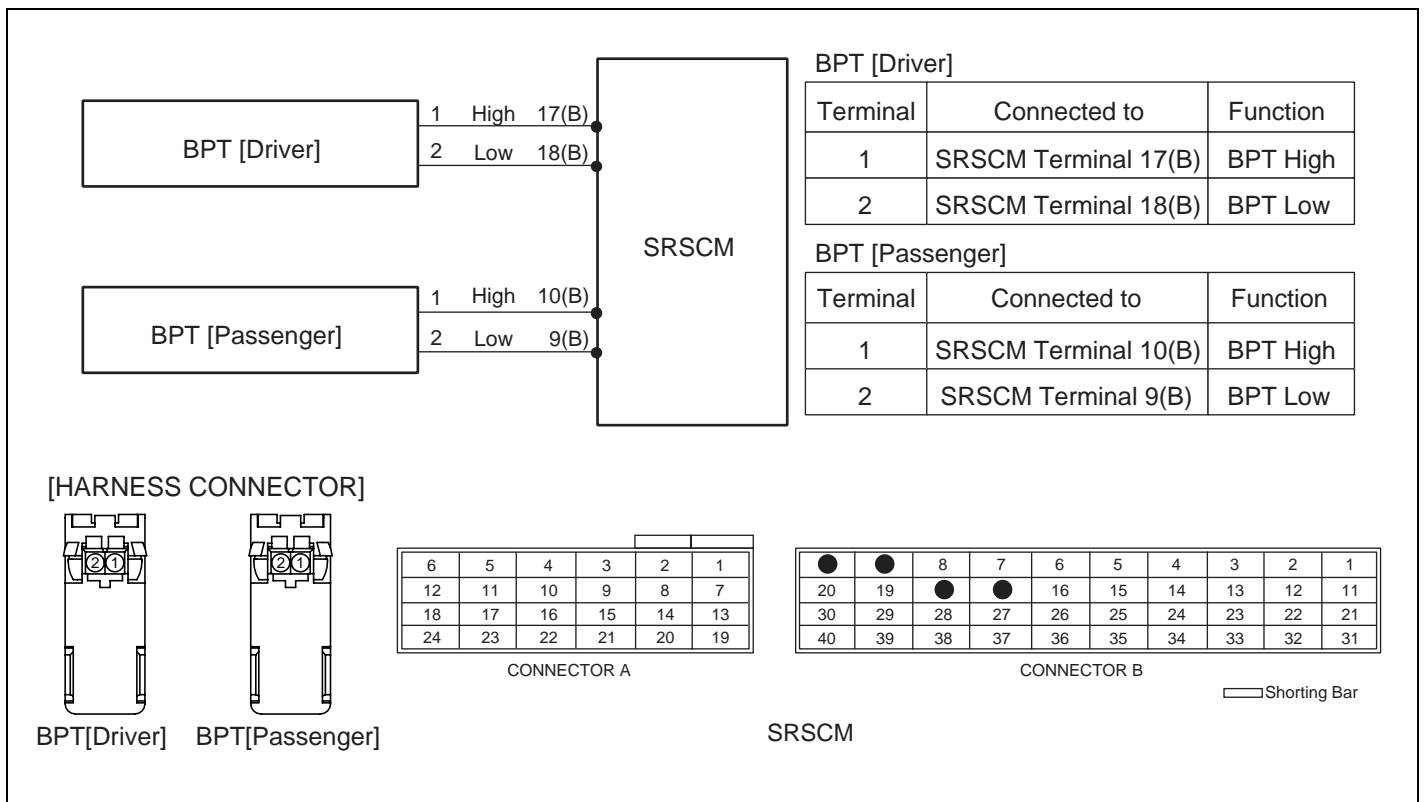 BPT [Driver]
1 High 17(B)
2 Low 18(B)
BPT [Passenger]
1 High 10(B)
2 Low 9(B)
SRSCM
BPT [Driver]
Terminal Connected to Function
1 SRSCM Terminal 17(B) BPT High
2 SRSCM Terminal 18(B) BPT Low
BPT [Passenger]
Terminal Connected to Function
1 SRSCM Terminal 10(B) BPT High
2 SRSCM Terminal 9(B) BPT Low
[HARNESS CONNECTOR]
2 1
BPT[Driver]
2 1
BPT[Passenger]
6 5 4 3 2 1
12 11 10 9 8 7
18 17 16 15 14 13
24 23 22 21 20 19
CONNECTOR A
8 7 6 5 4 3 2 1
20 19 16 15 14 13 12 11
30 29 28 27 26 25 24 23 22 21
40 39 38 37 36 35 34 33 32 31
CONNECTOR B
Shorting Bar
SRSCM